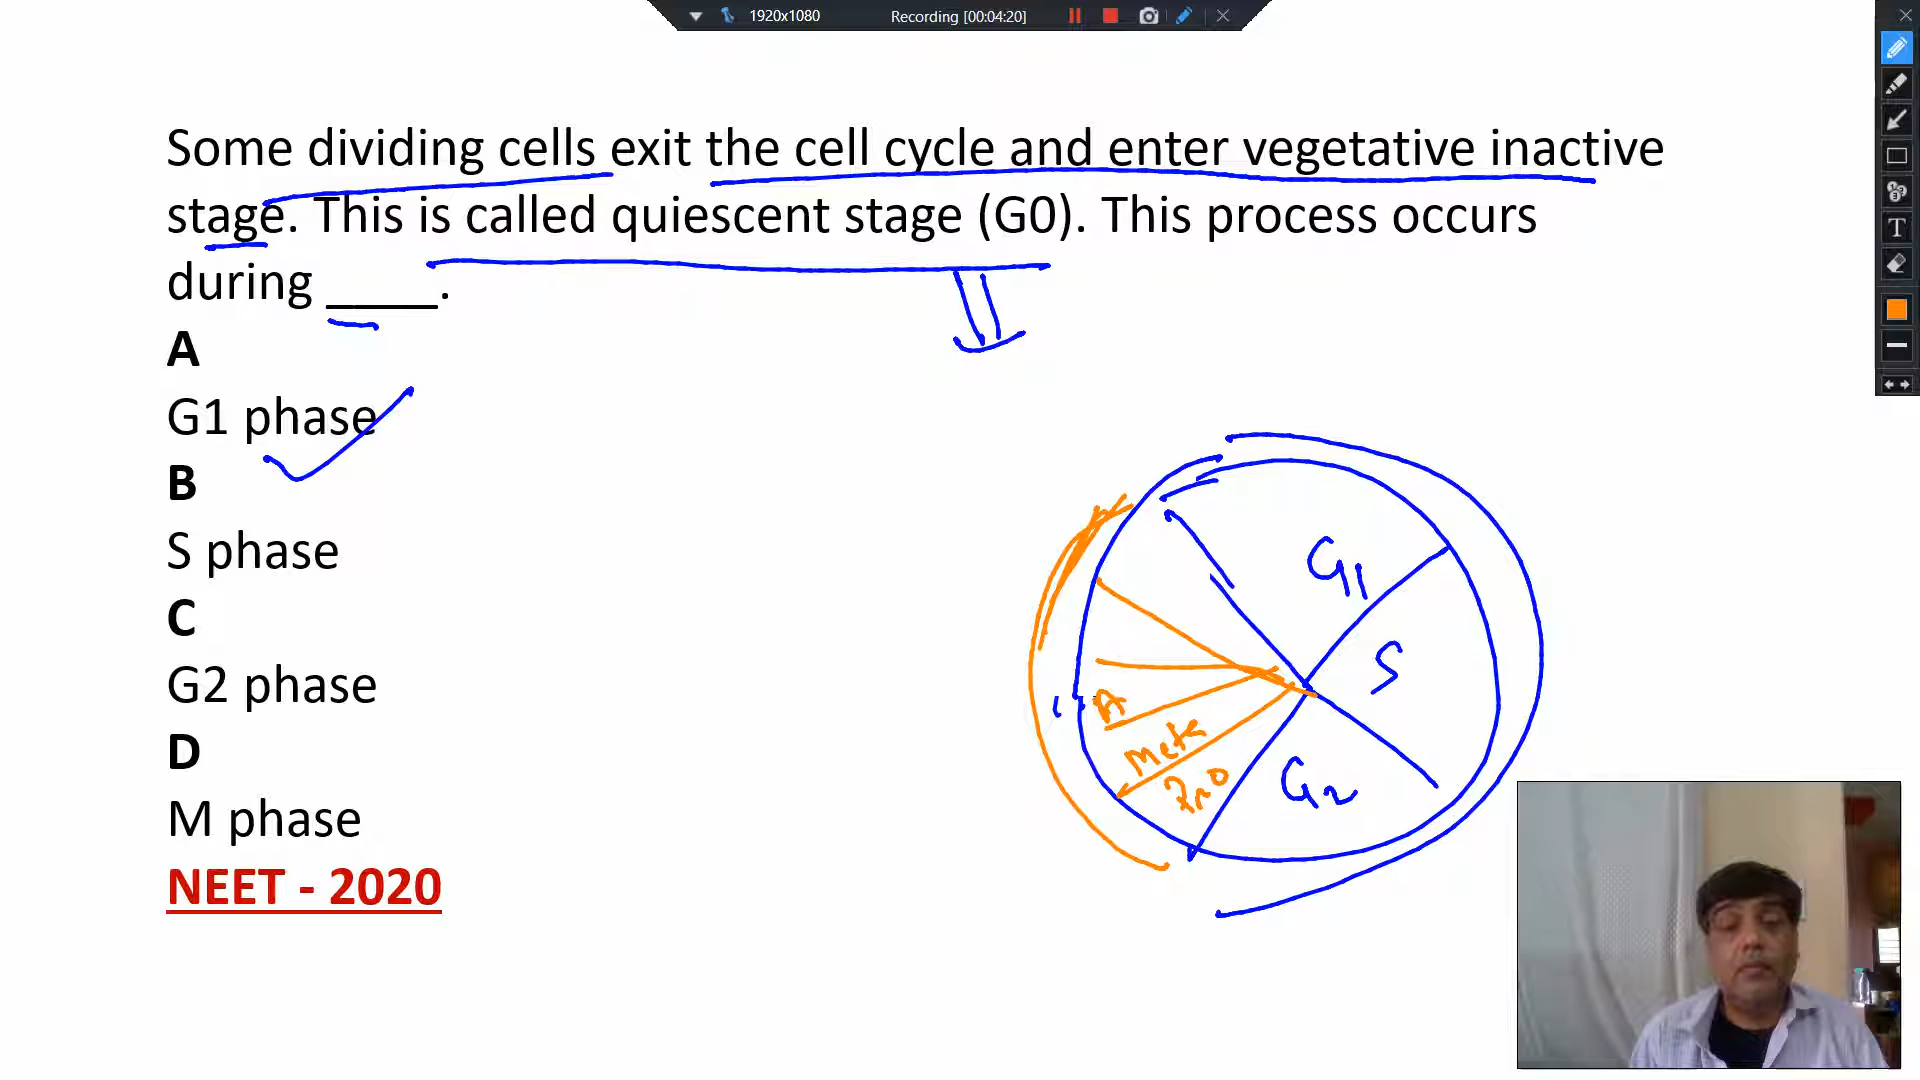 1920x1080 Recording [00:04:20]
Some dividing cells exit the cell cycle and enter vegetative inactive
stage. This is called quiescent stage (G0). This process occurs
during ____.
A
G1 phase
B
S phase
C
G2 phase
D
M phase
NEET - 2020
G1
S
G2
A
Meta
Pro
T